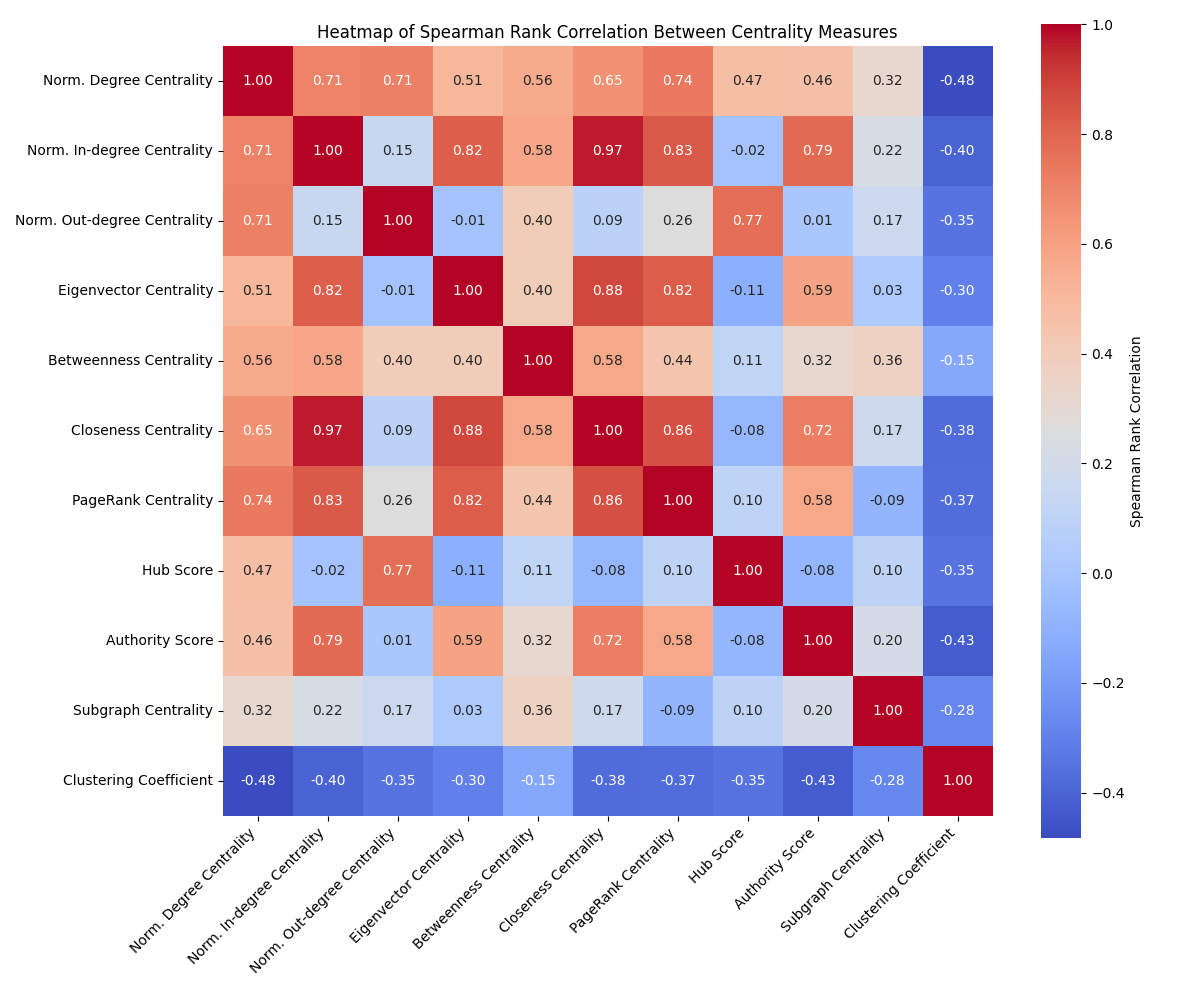 Heatmap of Spearman Rank Correlation Between Centrality Measures
Norm. Degree Centrality 1.00 0.71 0.71 0.51 0.56 0.65 0.74 0.47 0.46 0.32 -0.48
Norm. In-degree Centrality 0.71 1.00 0.15 0.82 0.58 0.97 0.83 -0.02 0.79 0.22 -0.40
Norm. Out-degree Centrality 0.71 0.15 1.00 -0.01 0.40 0.09 0.26 0.77 0.01 0.17 -0.35
Eigenvector Centrality 0.51 0.82 -0.01 1.00 0.40 0.88 0.82 -0.11 0.59 0.03 -0.30
Betweenness Centrality 0.56 0.58 0.40 0.40 1.00 0.58 0.44 0.11 0.32 0.36 -0.15
Closeness Centrality 0.65 0.97 0.09 0.88 0.58 1.00 0.86 -0.08 0.72 0.17 -0.38
PageRank Centrality 0.74 0.83 0.26 0.82 0.44 0.86 1.00 0.10 0.58 -0.09 -0.37
Hub Score 0.47 -0.02 0.77 -0.11 0.11 -0.08 0.10 1.00 -0.08 0.10 -0.35
Authority Score 0.46 0.79 0.01 0.59 0.32 0.72 0.58 -0.08 1.00 0.20 -0.43
Subgraph Centrality 0.32 0.22 0.17 0.03 0.36 0.17 -0.09 0.10 0.20 1.00 -0.28
Clustering Coefficient -0.48 -0.40 -0.35 -0.30 -0.15 -0.38 -0.37 -0.35 -0.43 -0.28 1.00
Norm. Degree Centrality
Norm. In-degree Centrality
Norm. Out-degree Centrality
Eigenvector Centrality
Betweenness Centrality
Closeness Centrality
PageRank Centrality
Hub Score
Authority Score
Subgraph Centrality
Clustering Coefficient
1.0
0.8
0.6
0.4
0.2
0.0
−0.2
−0.4
Spearman Rank Correlation